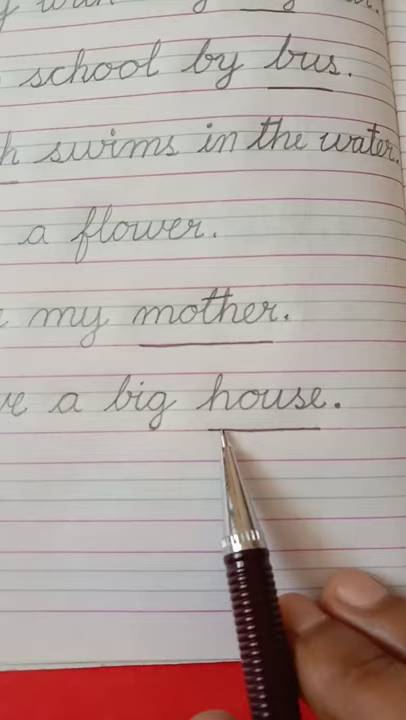 school by bus.
swims in the water.
a flower.
my mother.
a big house.